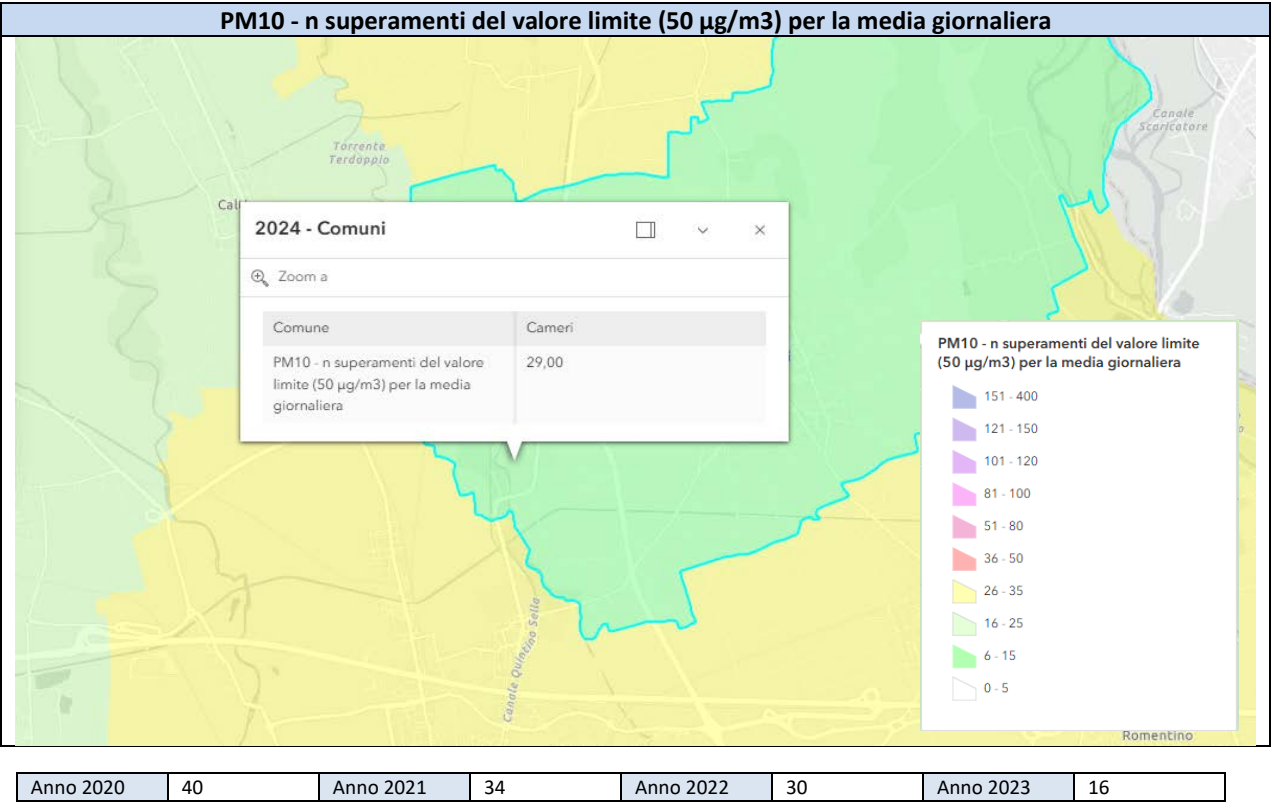 PM10 - n superamenti del valore limite (50 µg/m3) per la media giornaliera
Canale
Scaricatore
Torrente
Terdoppio
2024 - Comuni
Zoom a
Comune Cameri
PM10 - n superamenti del valore 29,00
limite (50 µg/m3) per la media
giornaliera
PM10 - n superamenti del valore limite
(50 µg/m3) per la media giornaliera
151 - 400
121 - 150
101 - 120
81 - 100
51 - 80
36 - 50
26 - 35
16 - 25
6 - 15
0 - 5
Canale Quintino Sella
Romentino
Anno 2020 40 Anno 2021 34 Anno 2022 30 Anno 2023 16